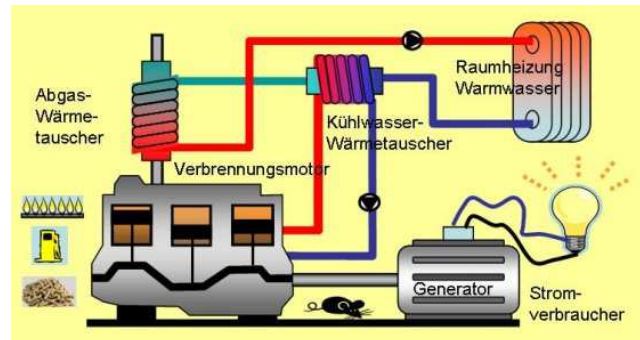 Abgas-
Wärme-
tauscher
Raumheizung
Warmwasser
Kühlwasser-
Wärmetauscher
Verbrennungsmotor
Generator
Strom-
verbraucher